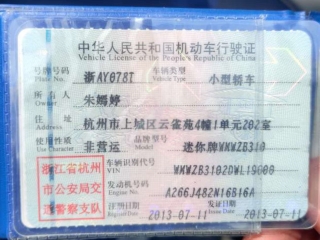 中华人民共和国机动车行驶证
Vehicle License of the People's Republic of China
号牌号码 浙AY078T 车辆类型 小型轿车
Plate No. Vehicle Type
所有人 朱嫣婷
Owner
住址 杭州市上城区云雀苑4幢1单元202室
Address
使用性质 非营运 品牌型号 迷你牌WMWZB310
Use Character Model
浙江省杭州
市公安局交
通警察支队
车辆识别代号
VIN
发动机号码 A266J482N16B16A
Engine No.
注册日期 2013-07-11 发证日期 2013-07-11
Register Date Issue Date